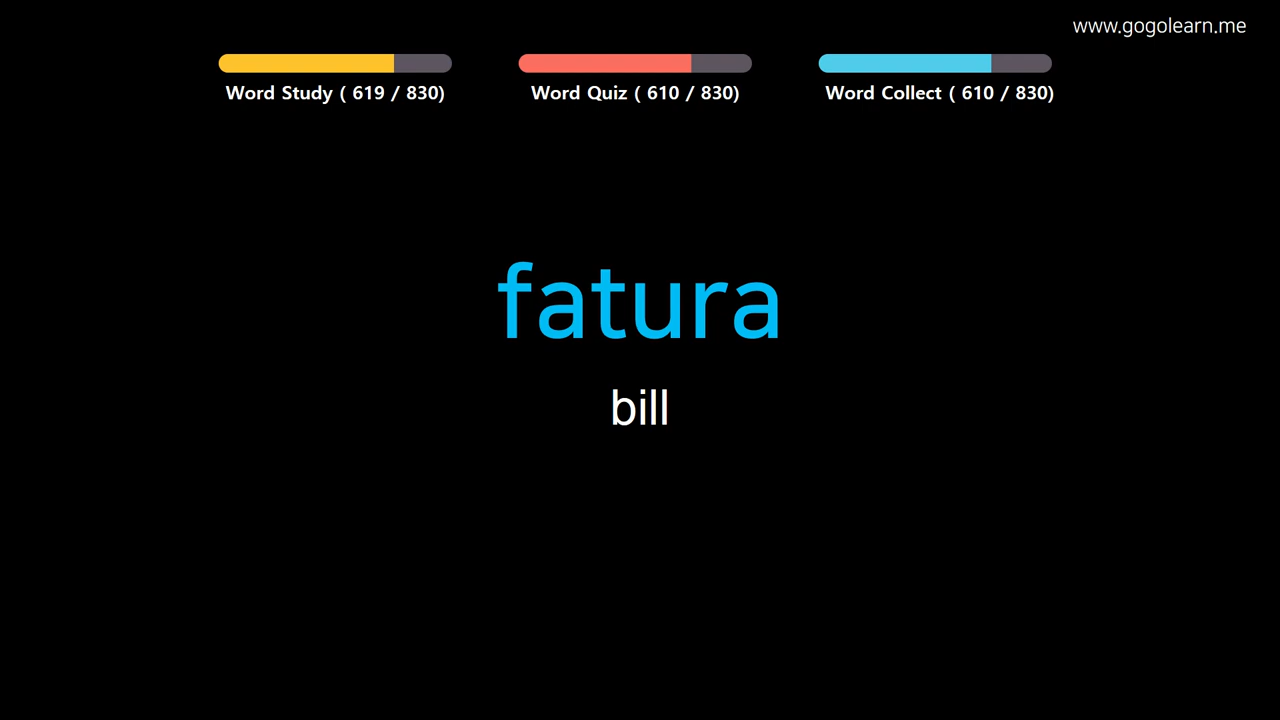 www.gogolearn.me
Word Study ( 619 / 830)
Word Quiz ( 610 / 830)
Word Collect ( 610 / 830)
fatura
bill